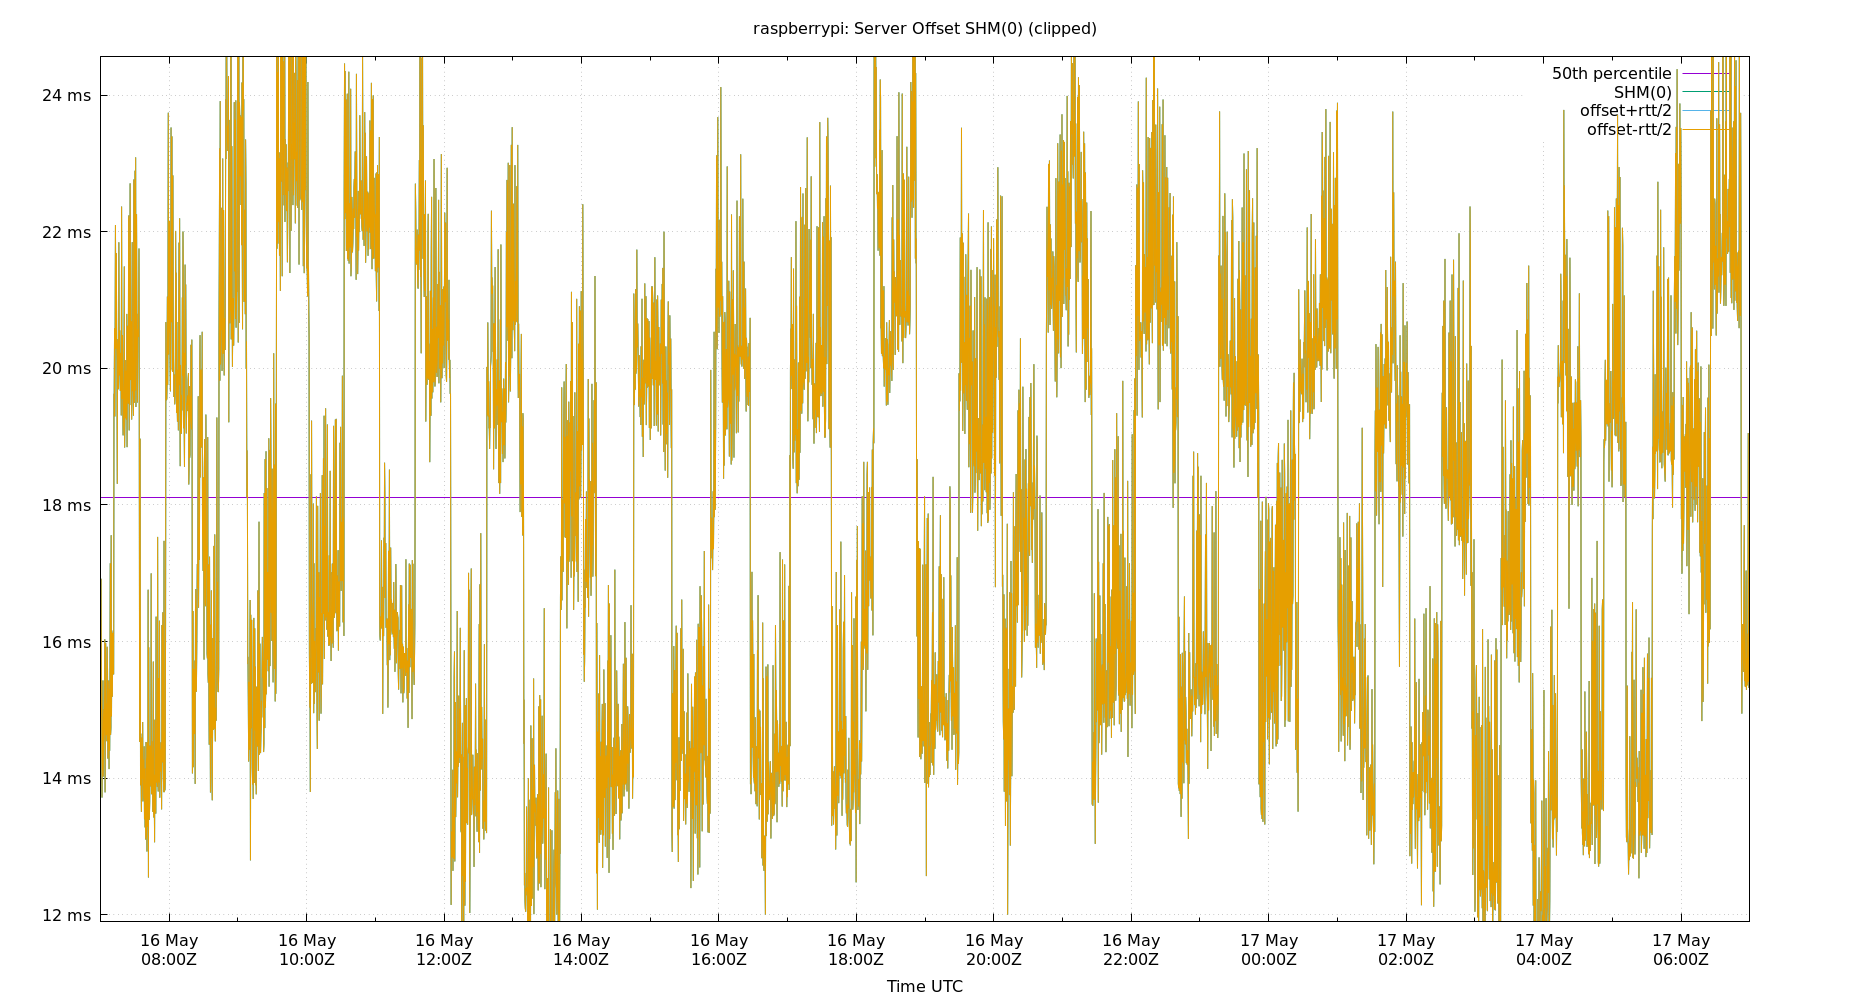 raspberrypi: Server Offset SHM(0) (clipped)
50th percentile
SHM(0)
offset+rtt/2
offset-rtt/2
24 ms
22 ms
20 ms
18 ms
16 ms
14 ms
12 ms
16 May 16 May 16 May 16 May 16 May 16 May 16 May 16 May 17 May 17 May 17 May 17 May
08:00Z 10:00Z 12:00Z 14:00Z 16:00Z 18:00Z 20:00Z 22:00Z 00:00Z 02:00Z 04:00Z 06:00Z
Time UTC